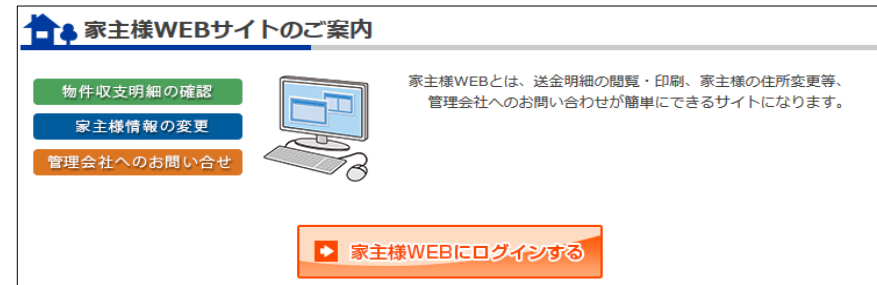 家主様WEBサイトのご案内
物件収支明細の確認
家主様情報の変更
管理会社へのお問い合せ
家主様WEBとは、送金明細の閲覧・印刷、家主様の住所変更等、
管理会社へのお問い合わせが簡単にできるサイトになります。
家主様WEBにログインする